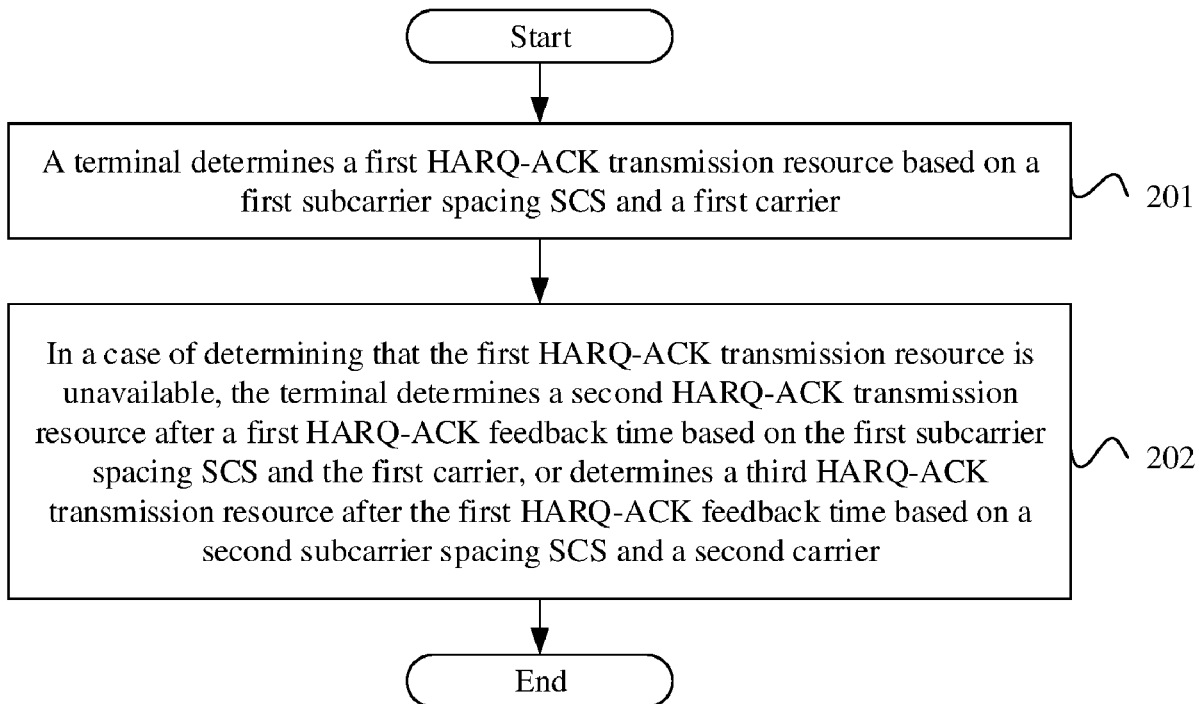 Start
A terminal determines a first HARQ-ACK transmission resource based on a
first subcarrier spacing SCS and a first carrier
201
In a case of determining that the first HARQ-ACK transmission resource is
unavailable, the terminal determines a second HARQ-ACK transmission
resource after a first HARQ-ACK feedback time based on the first subcarrier
spacing SCS and the first carrier, or determines a third HARQ-ACK
transmission resource after the first HARQ-ACK feedback time based on a
second subcarrier spacing SCS and a second carrier
202
End